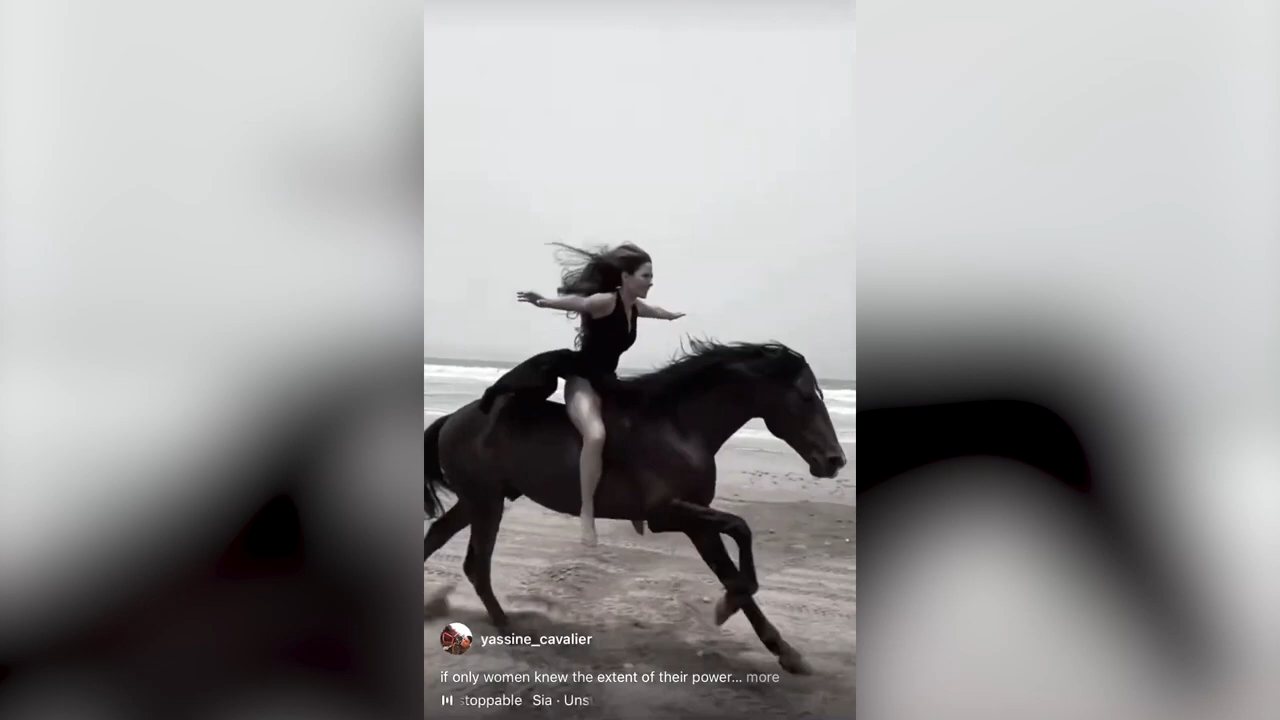 yassine_cavalier
if only women knew the extent of their power... more
stoppable Sia · Uns